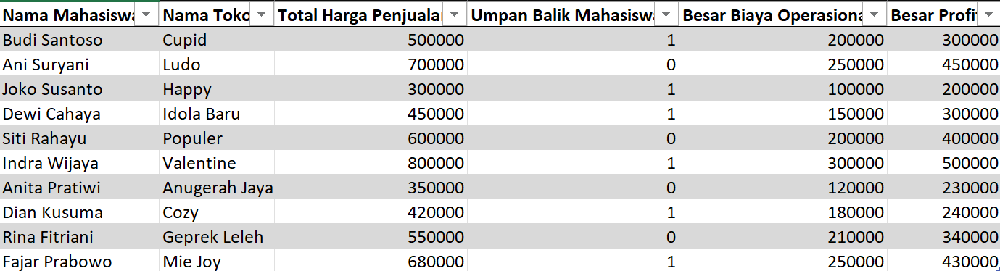 Nama Mahasiswa Nama Toko Total Harga Penjualan Umpan Balik Mahasiswa Besar Biaya Operasiona Besar Profi
Budi Santoso Cupid 500000 1 200000 300000
Ani Suryani Ludo 700000 0 250000 450000
Joko Susanto Happy 300000 1 100000 200000
Dewi Cahaya Idola Baru 450000 1 150000 300000
Siti Rahayu Populer 600000 0 200000 400000
Indra Wijaya Valentine 800000 1 300000 500000
Anita Pratiwi Anugerah Jaya 350000 0 120000 230000
Dian Kusuma Cozy 420000 1 180000 240000
Rina Fitriani Geprek Leleh 550000 0 210000 340000
Fajar Prabowo Mie Joy 680000 1 250000 430000